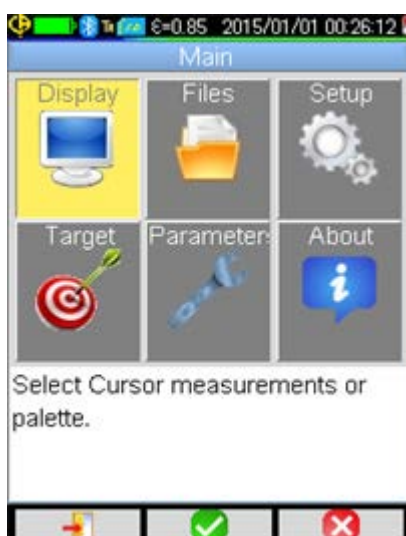 ε=0.85 2015/01/01 00:26:12
Main
Display Files Setup
Target Parameter About
Select Cursor measurements or
palette.